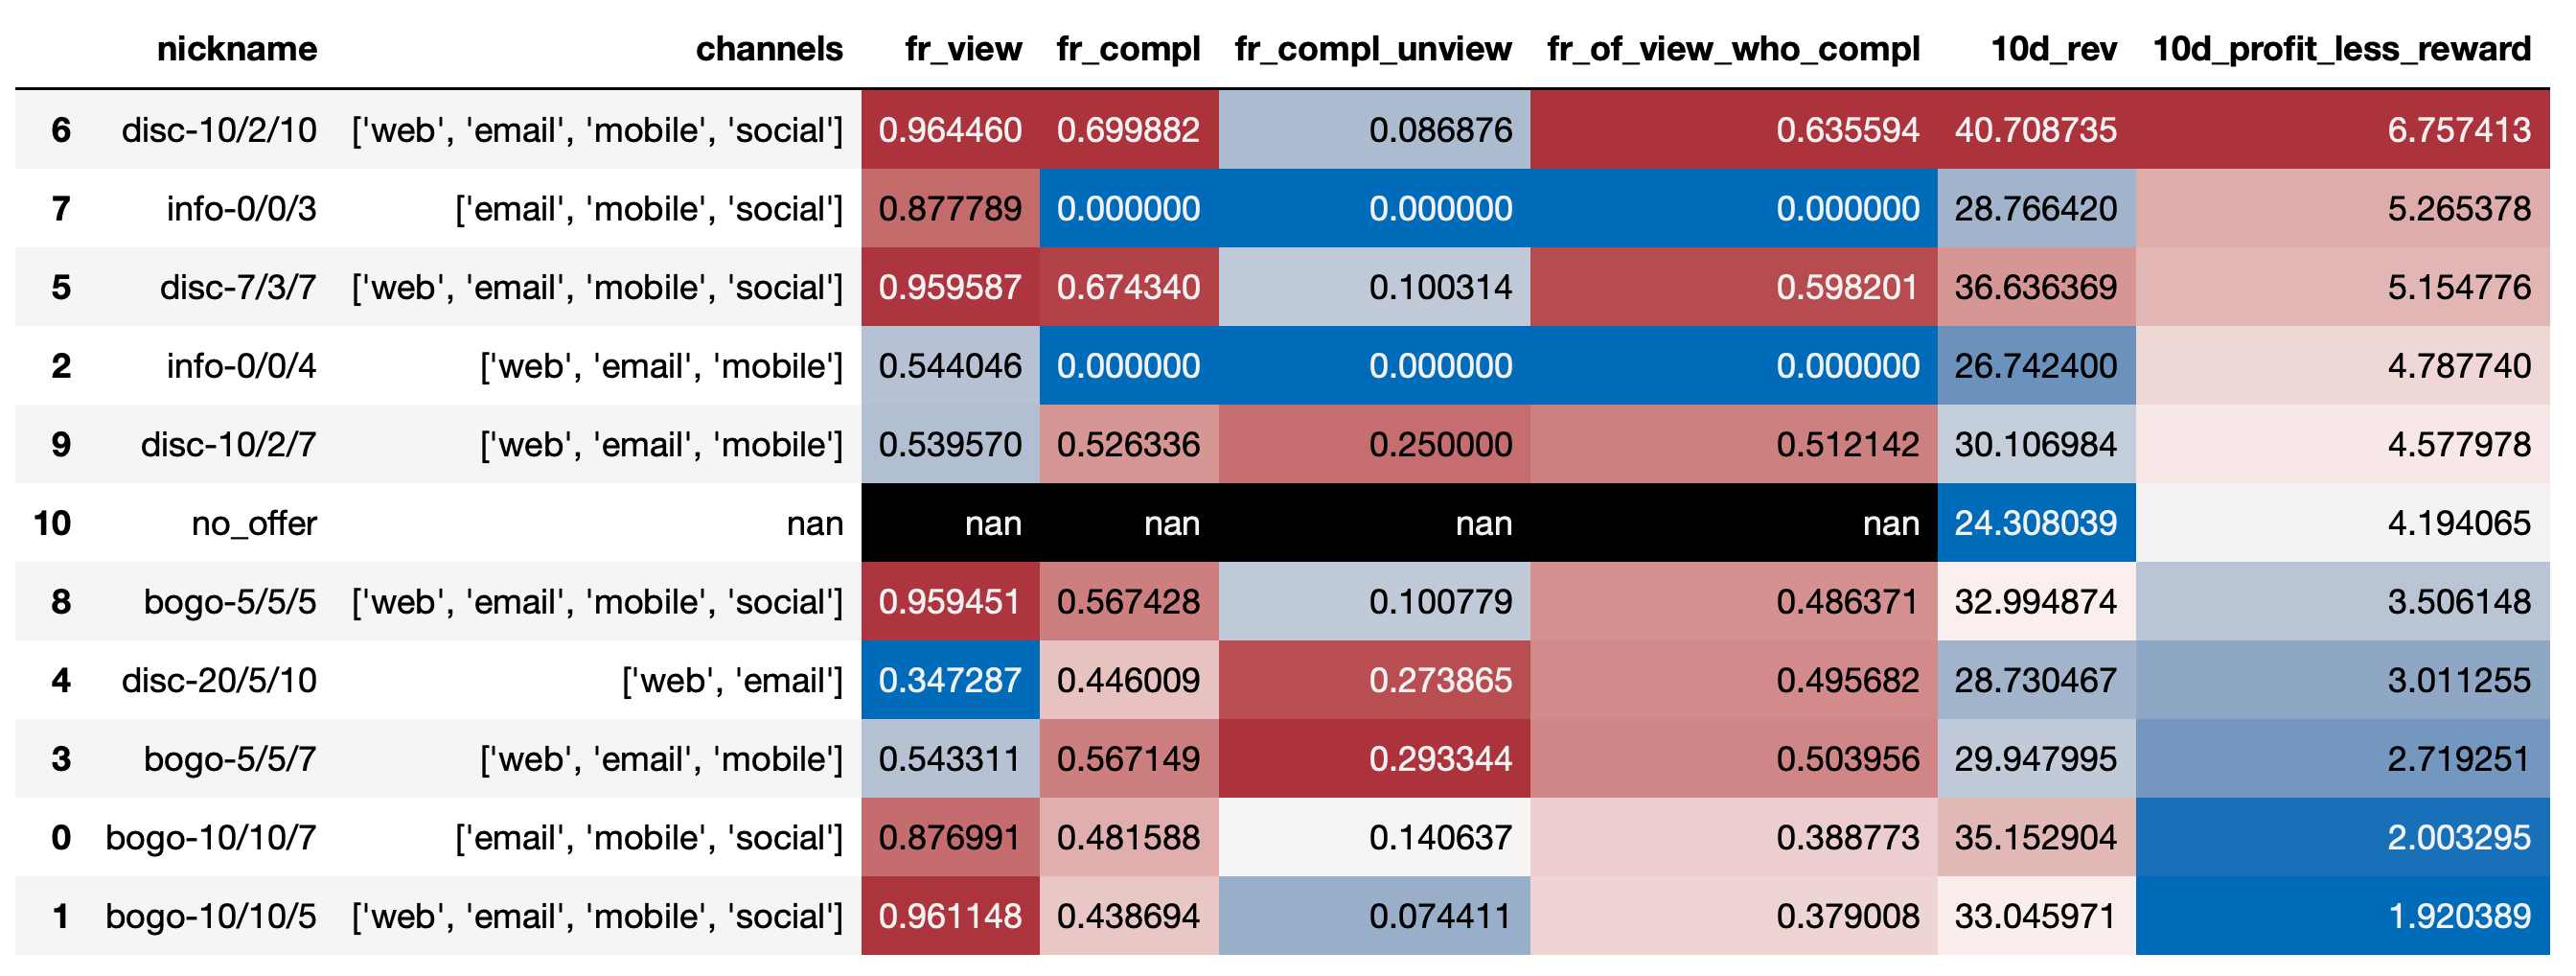 nickname channels fr_view fr_compl fr_compl_unview fr_of_view_who_compl 10d_rev 10d_profit_less_reward
6 disc-10/2/10 ['web', 'email', 'mobile', 'social'] 0.964460 0.699882 0.086876 0.635594 40.708735 6.757413
7 info-0/0/3 ['email', 'mobile', 'social'] 0.877789 0.000000 0.000000 0.000000 28.766420 5.265378
5 disc-7/3/7 ['web', 'email', 'mobile', 'social'] 0.959587 0.674340 0.100314 0.598201 36.636369 5.154776
2 info-0/0/4 ['web', 'email', 'mobile'] 0.544046 0.000000 0.000000 0.000000 26.742400 4.787740
9 disc-10/2/7 ['web', 'email', 'mobile'] 0.539570 0.526336 0.250000 0.512142 30.106984 4.577978
10 no_offer nan nan nan nan nan 24.308039 4.194065
8 bogo-5/5/5 ['web', 'email', 'mobile', 'social'] 0.959451 0.567428 0.100779 0.486371 32.994874 3.506148
4 disc-20/5/10 ['web', 'email'] 0.347287 0.446009 0.273865 0.495682 28.730467 3.011255
3 bogo-5/5/7 ['web', 'email', 'mobile'] 0.543311 0.567149 0.293344 0.503956 29.947995 2.719251
0 bogo-10/10/7 ['email', 'mobile', 'social'] 0.876991 0.481588 0.140637 0.388773 35.152904 2.003295
1 bogo-10/10/5 ['web', 'email', 'mobile', 'social'] 0.961148 0.438694 0.074411 0.379008 33.045971 1.920389